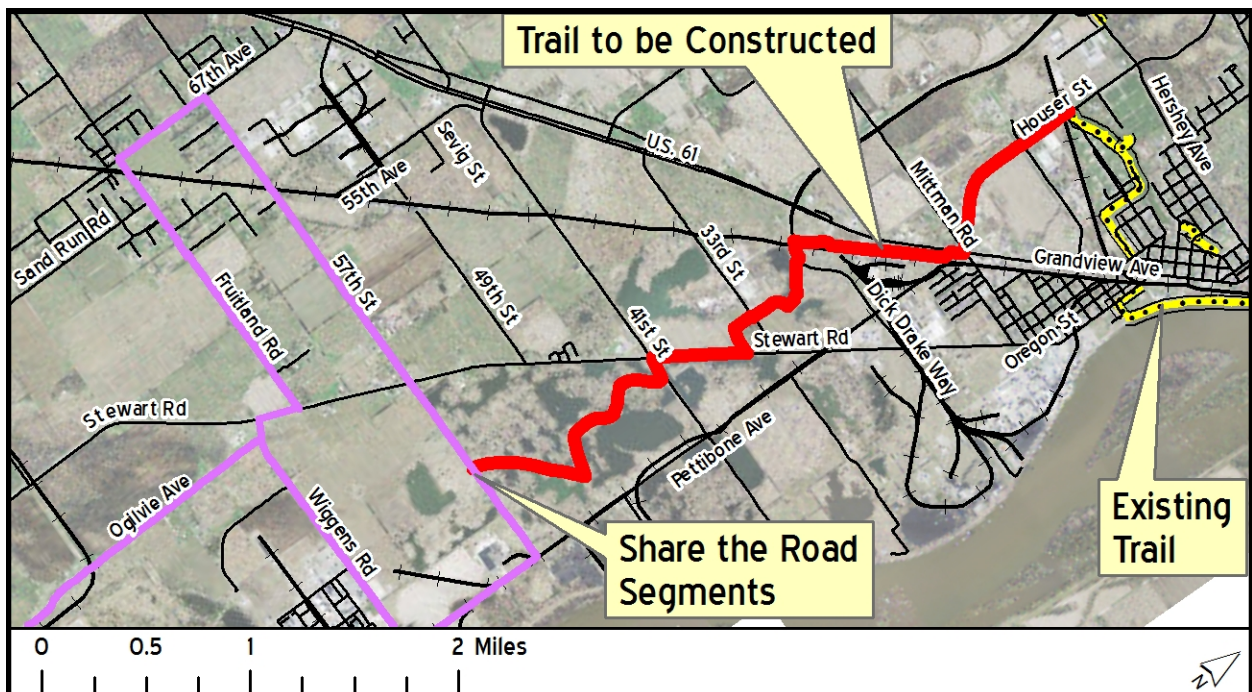 Trail to be Constructed
67th Ave
Houser St
Hershey Ave
Sevig St
U.S. 61
55th Ave
Mittman Rd
Sand Run Rd
33rd St
Grandview Ave
57th St
49th St
Fruitland Rd
41st St
Stewart Rd
Dick Drake Way
Oregon St
Stewart Rd
Pettibone Ave
Ogilvie Ave
Wiggens Rd
Share the Road
Segments
Existing
Trail
0 0.5 1 2 Miles
N